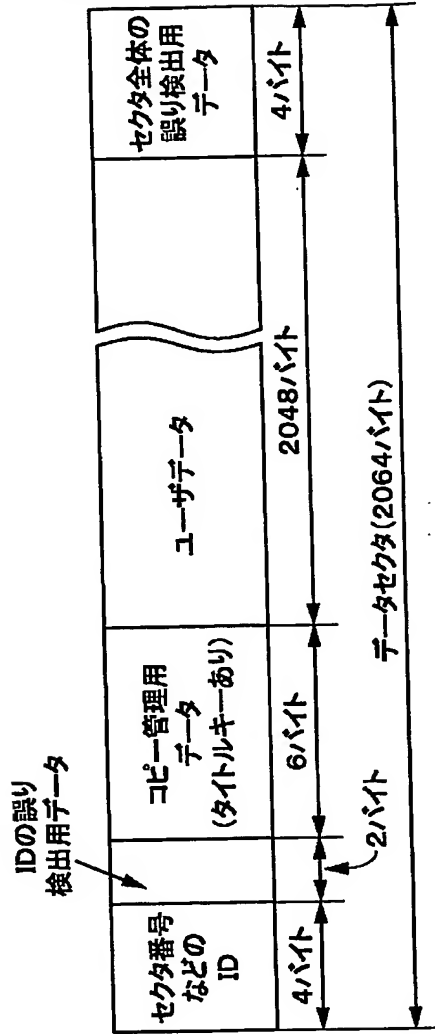 IDの誤り
検出用データ
セクタ番号
などの
ID
コピー管理用
データ
(タイトルキーあり)
ユーザデータ
セクタ全体の
誤り検出用
データ
4バイト
2バイト
6バイト
2048バイト
4バイト
データセクタ(2064バイト)